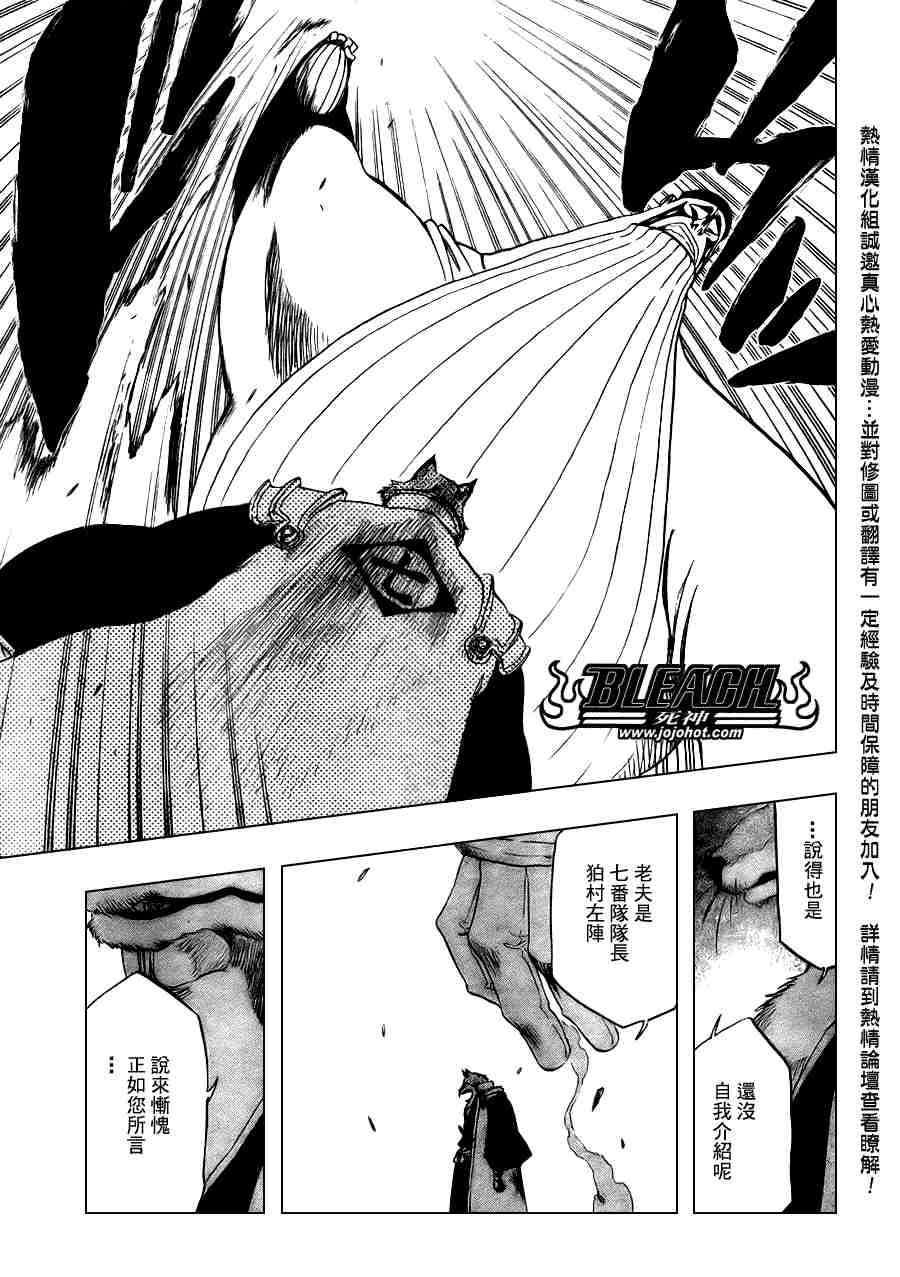 七
BLEACH
死神
www.jojohot.com
…說得也是
還沒
自我介紹呢
老夫是
七番隊隊長
狛村左陣
說來慚愧
正如您所言
…
熱情漢化組誠邀真心熱愛動漫…並對修圖或翻譯有一定經驗及時間保障的朋友加入！ 詳情請到熱情論壇查看瞭解！